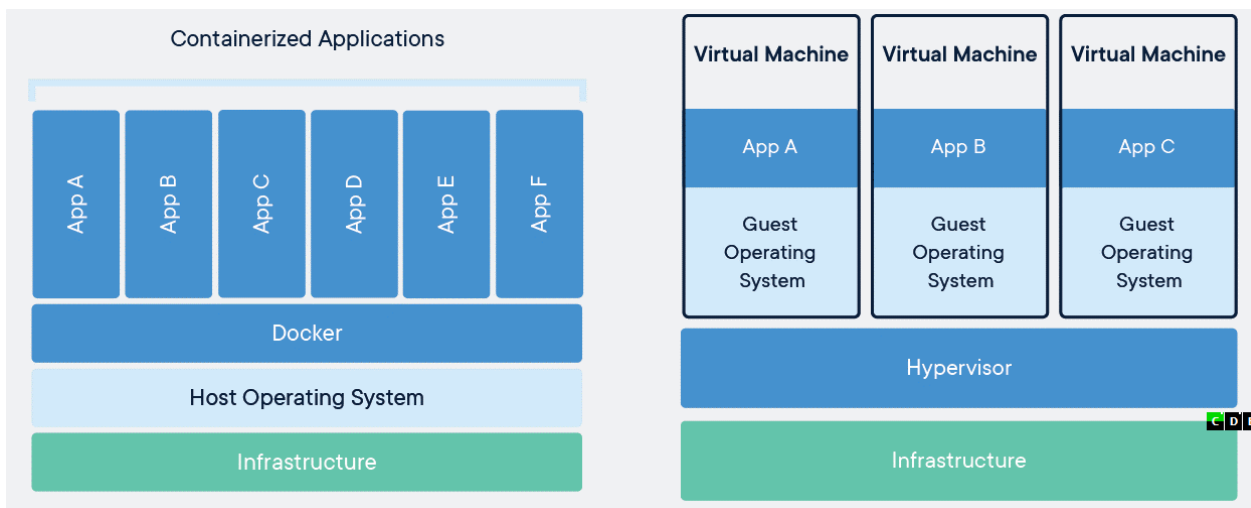 Containerized Applications
App A
App B
App C
App D
App E
App F
Docker
Host Operating System
Infrastructure
Virtual Machine
App A
Guest
Operating
System
Virtual Machine
App B
Guest
Operating
System
Virtual Machine
App C
Guest
Operating
System
Hypervisor
Infrastructure
C D